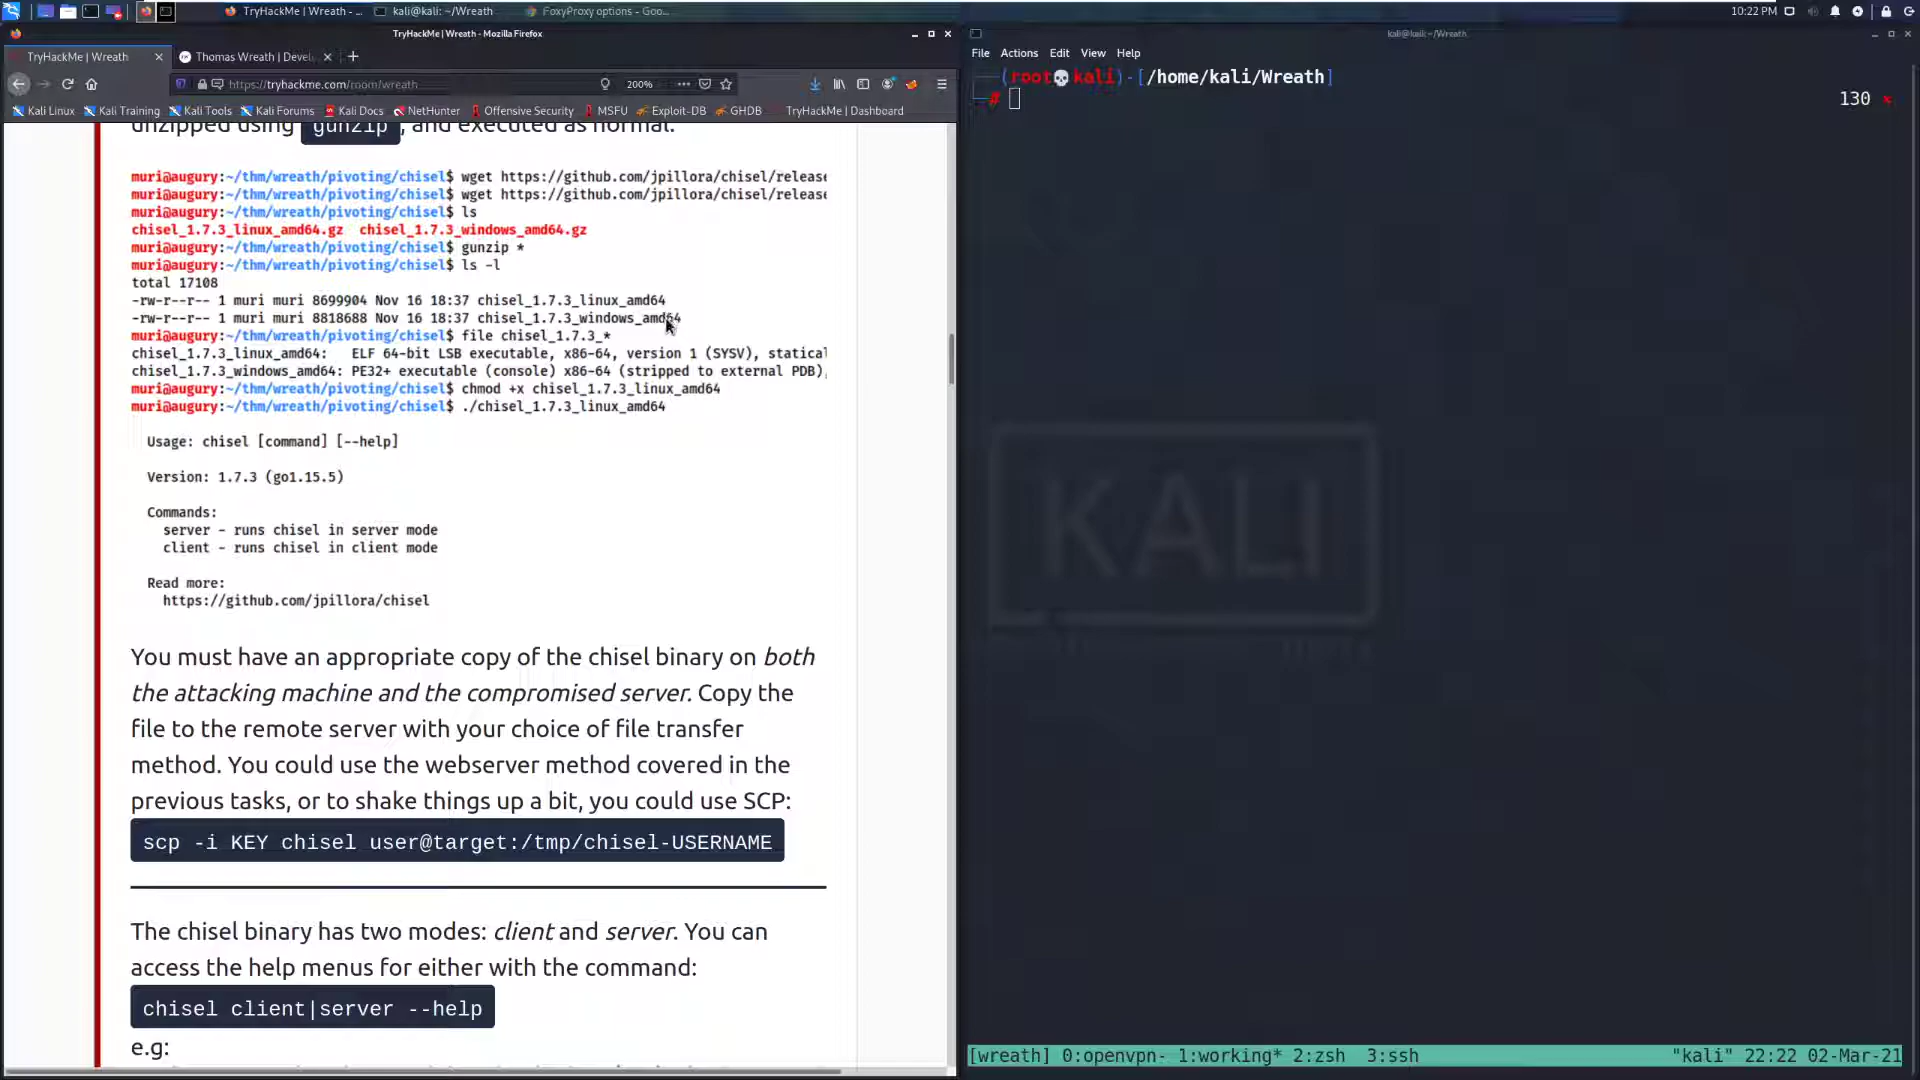 TryHackMe | Wreath - ...
kali@kali: ~/Wreath
FoxyProxy options - Goo...
10:22 PM
TryHackMe | Wreath - Mozilla Firefox
TryHackMe | Wreath
Thomas Wreath | Develo
https://tryhackme.com/room/wreath
200%
Kali Linux
Kali Training
Kali Tools
Kali Forums
Kali Docs
NetHunter
Offensive Security
MSFU
Exploit-DB
GHDB
TryHackMe | Dashboard
unzipped using gunzip, and executed as normal.
muri@augury:~/thm/wreath/pivoting/chisel$ wget https://github.com/jpillora/chisel/release
muri@augury:~/thm/wreath/pivoting/chisel$ wget https://github.com/jpillora/chisel/release
muri@augury:~/thm/wreath/pivoting/chisel$ ls
chisel_1.7.3_linux_amd64.gz chisel_1.7.3_windows_amd64.gz
muri@augury:~/thm/wreath/pivoting/chisel$ gunzip *
muri@augury:~/thm/wreath/pivoting/chisel$ ls -l
total 17108
-rw-r--r-- 1 muri muri 8699904 Nov 16 18:37 chisel_1.7.3_linux_amd64
-rw-r--r-- 1 muri muri 8818688 Nov 16 18:37 chisel_1.7.3_windows_amd64
muri@augury:~/thm/wreath/pivoting/chisel$ file chisel_1.7.3_*
chisel_1.7.3_linux_amd64: ELF 64-bit LSB executable, x86-64, version 1 (SYSV), statical
chisel_1.7.3_windows_amd64: PE32+ executable (console) x86-64 (stripped to external PDB),
muri@augury:~/thm/wreath/pivoting/chisel$ chmod +x chisel_1.7.3_linux_amd64
muri@augury:~/thm/wreath/pivoting/chisel$ ./chisel_1.7.3_linux_amd64
Usage: chisel [command] [--help]
Version: 1.7.3 (go1.15.5)
Commands:
server - runs chisel in server mode
client - runs chisel in client mode
Read more:
https://github.com/jpillora/chisel
You must have an appropriate copy of the chisel binary on both
the attacking machine and the compromised server. Copy the
file to the remote server with your choice of file transfer
method. You could use the webserver method covered in the
previous tasks, or to shake things up a bit, you could use SCP:
scp -i KEY chisel user@target:/tmp/chisel-USERNAME
The chisel binary has two modes: client and server. You can
access the help menus for either with the command:
chisel client|server --help
e.g:
kali@kali: ~/Wreath
File Actions Edit View Help
(root💀kali)-[/home/kali/Wreath]
# 130 ⨯
KALI
[wreath] 0:openvpn- 1:working* 2:zsh 3:ssh "kali" 22:22 02-Mar-21